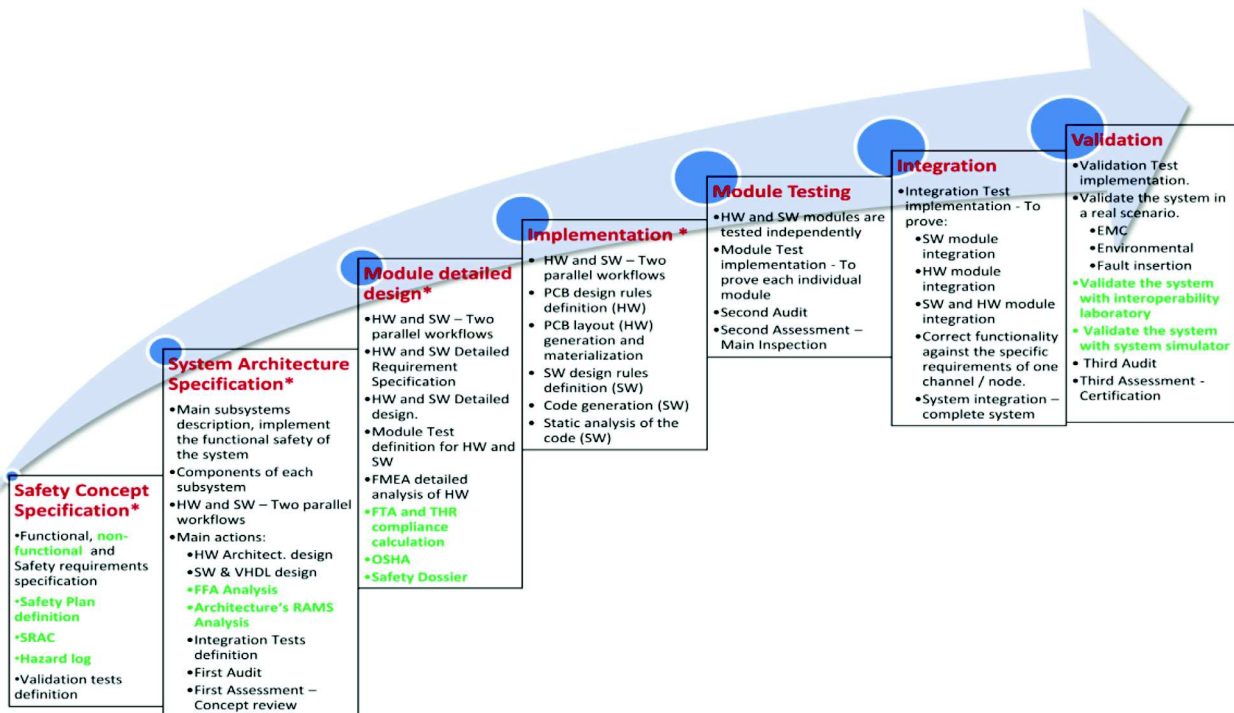 Safety Concept
Specification*
•Functional, non-
functional and
Safety requirements
specification
•Safety Plan
definition
•SRAC
•Hazard log
•Validation tests
definition
System Architecture
Specification*
•Main subsystems
description, implement
the functional safety of
the system
•Components of each
subsystem
•HW and SW – Two parallel
workflows
•Main actions:
•HW Architect. design
•SW & VHDL design
•FFA Analysis
•Architecture's RAMS
Analysis
•Integration Tests
definition
•First Audit
•First Assessment –
Concept review
Module detailed
design*
•HW and SW – Two
parallel workflows
•HW and SW Detailed
Requirement
Specification
•HW and SW Detailed
design.
•Module Test
definition for HW and
SW
•FMEA detailed
analysis of HW
•FTA and THR
compliance
calculation
•OSHA
•Safety Dossier
Implementation *
• HW and SW – Two
parallel workflows
• PCB design rules
definition (HW)
• PCB layout (HW)
generation and
materialization
• SW design rules
definition (SW)
• Code generation (SW)
• Static analysis of the
code (SW)
Module Testing
•HW and SW modules are
tested independently
•Module Test
implementation - To
prove each individual
module
•Second Audit
•Second Assessment –
Main Inspection
Integration
•Integration Test
implementation - To
prove:
•SW module
integration
•HW module
integration
•SW and HW module
integration
•Correct functionality
against the specific
requirements of one
channel / node.
•System integration –
complete system
Validation
•Validation Test
implementation.
•Validate the system in
a real scenario.
•EMC
•Environmental
•Fault insertion
•Validate the system
with interoperability
laboratory
• Validate the system
with system simulator
• Third Audit
•Third Assessment -
Certification